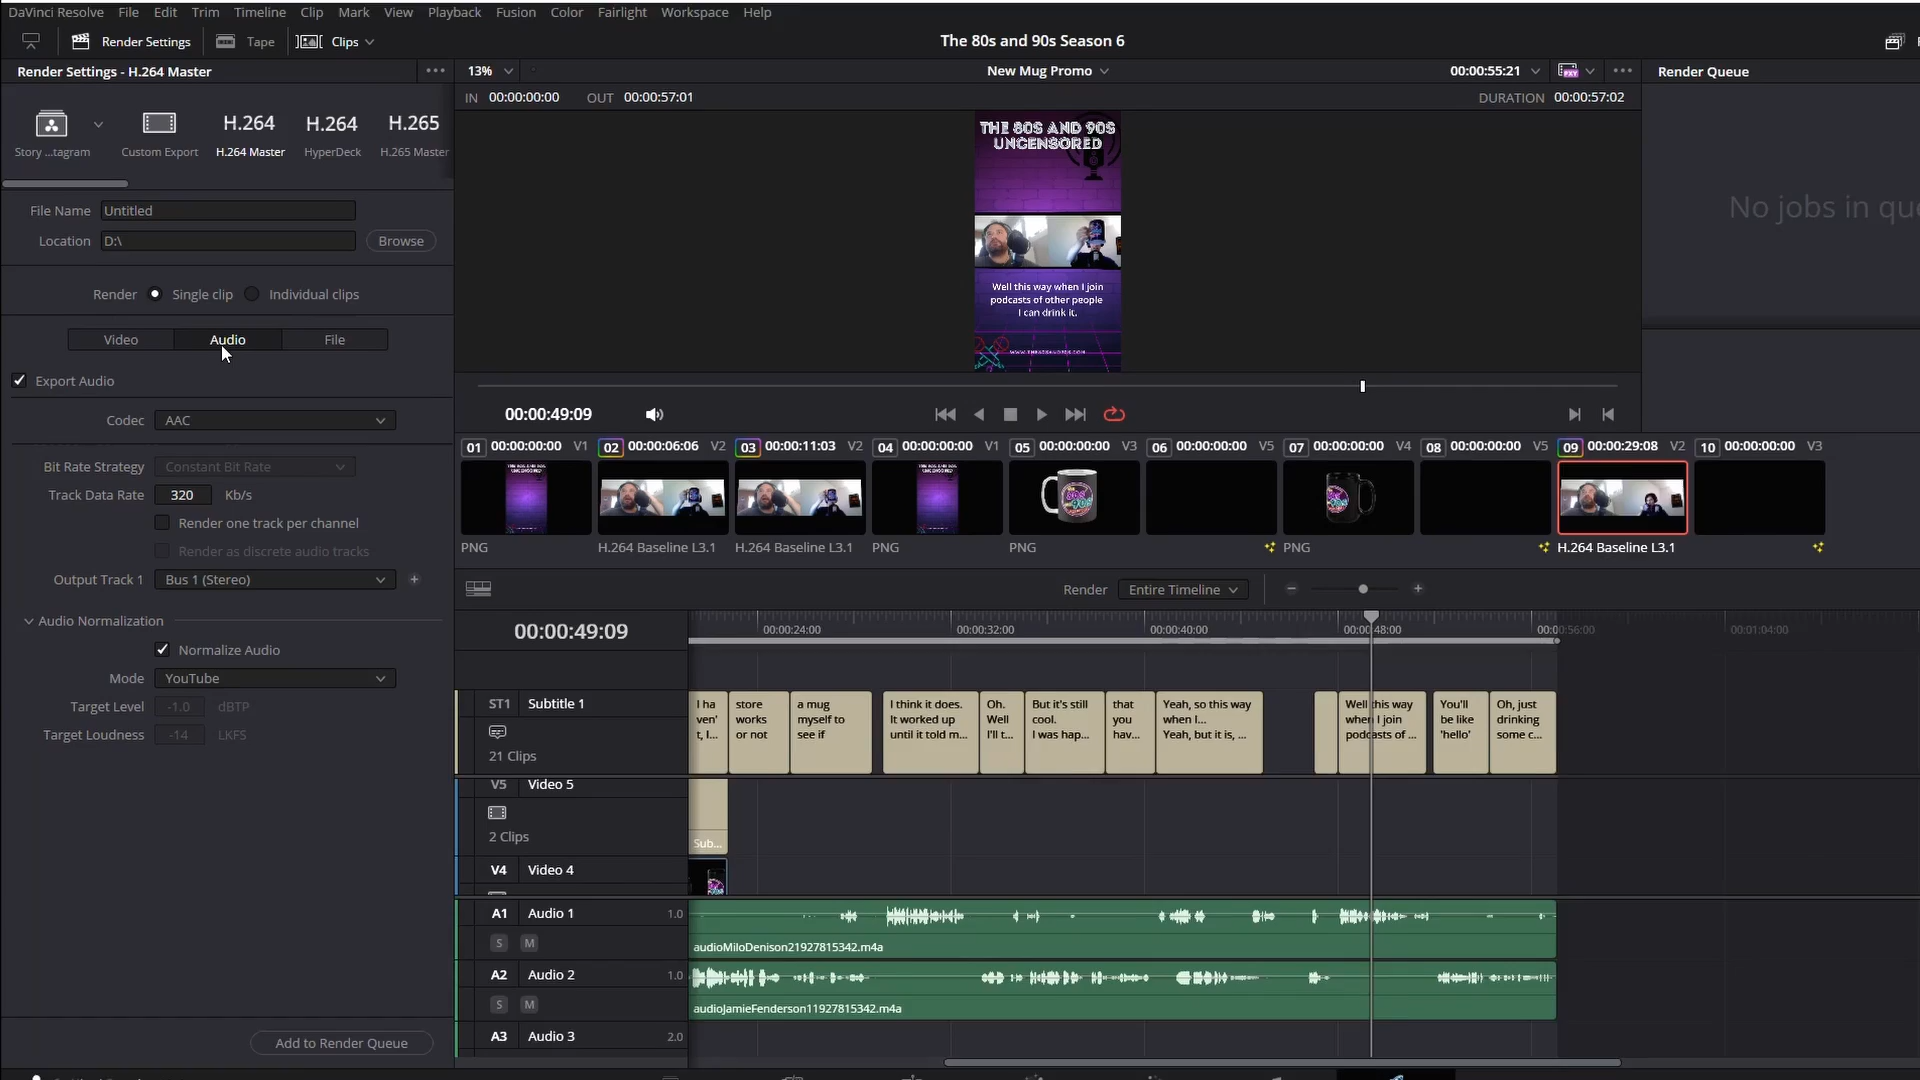 DaVinci Resolve File Edit Trim Timeline Clip Mark View Playback Fusion Color Fairlight Workspace Help
Render Settings Tape Clips The 80s and 90s Season 6
Render Settings - H.264 Master 13% New Mug Promo 00:00:55:21 Render Queue
IN 00:00:00:00 OUT 00:00:57:01 DURATION 00:00:57:02
H.264 H.264 H.265
Story ...tagram Custom Export H.264 Master HyperDeck H.265 Master
THE 80S AND 90S
UNCENSORED
Well this way when I join
podcasts of other people
I can drink it.
No jobs in que
File Name Untitled
Location D:\ Browse
Render Single clip Individual clips
Video Audio File
Export Audio
Codec AAC
Bit Rate Strategy Constant Bit Rate
Track Data Rate 320 Kb/s
Render one track per channel
Render as discrete audio tracks
Output Track 1 Bus 1 (Stereo)
Audio Normalization
Normalize Audio
Mode YouTube
Target Level -1.0 dBTP
Target Loudness -14 LKFS
Add to Render Queue
00:00:49:09
01 00:00:00:00 V1 02 00:00:06:06 V2 03 00:00:11:03 V2 04 00:00:00:00 V1 05 00:00:00:00 V3 06 00:00:00:00 V5 07 00:00:00:00 V4 08 00:00:00:00 V5 09 00:00:29:08 V2 10 00:00:00:00 V3
PNG H.264 Baseline L3.1 H.264 Baseline L3.1 PNG PNG PNG H.264 Baseline L3.1
Render Entire Timeline
00:00:49:09 00:00:24:00 00:00:32:00 00:00:40:00 00:00:48:00 00:00:56:00 00:01:04:00
ST1 Subtitle 1
21 Clips
I ha
ven'
t, I...
store
works
or not
a mug
myself to
see if
I think it does.
It worked up
until it told m...
Oh.
Well
I'll t...
But it's still
cool.
I was hap...
that
you
hav...
Yeah, so this way
when I...
Yeah, but it is, ...
Well this way
when I join
podcasts of ...
You'll
be like
'hello'
Oh, just
drinking
some c...
V5 Video 5
2 Clips
Sub...
V4 Video 4
A1 Audio 1 1.0
S M
audioMiloDenison21927815342.m4a
A2 Audio 2 1.0
S M
audioJamieFenderson11927815342.m4a
A3 Audio 3 2.0